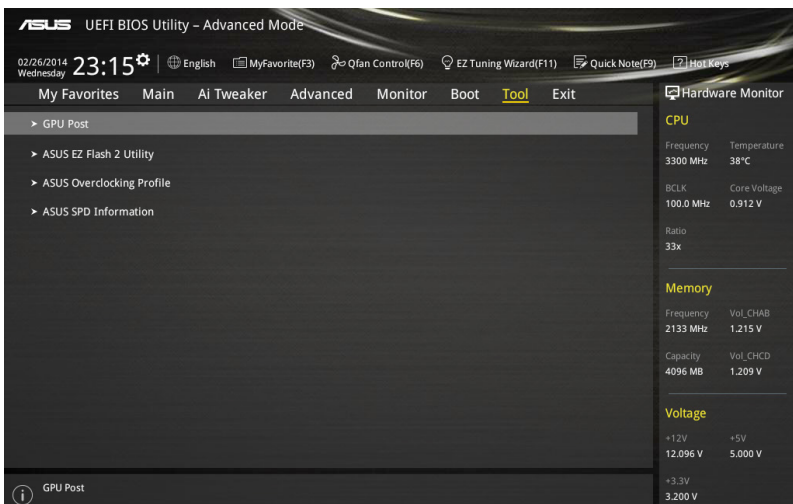 ASUS UEFI BIOS Utility – Advanced Mode
02/26/2014
Wednesday
23:15
English
MyFavorite(F3)
Qfan Control(F6)
EZ Tuning Wizard(F11)
Quick Note(F9)
? Hot Keys
My Favorites Main Ai Tweaker Advanced Monitor Boot Tool Exit
> GPU Post
> ASUS EZ Flash 2 Utility
> ASUS Overclocking Profile
> ASUS SPD Information
Hardware Monitor
CPU
Frequency Temperature
3300 MHz 38°C
BCLK Core Voltage
100.0 MHz 0.912 V
Ratio
33x
Memory
Frequency Vol_CHAB
2133 MHz 1.215 V
Capacity Vol_CHCD
4096 MB 1.209 V
Voltage
+12V +5V
12.096 V 5.000 V
+3.3V
3.200 V
i GPU Post